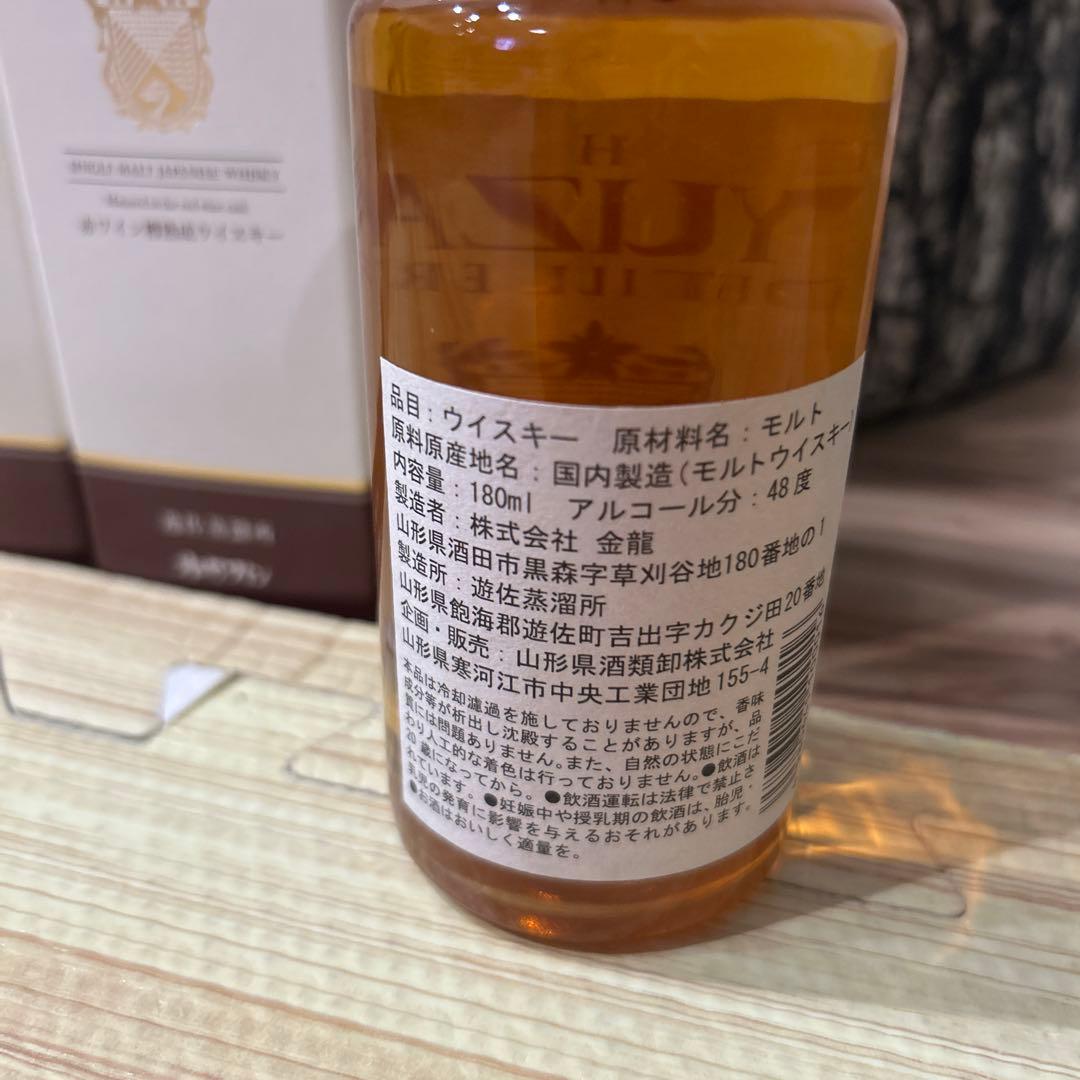 SINGLE MALT JAPANESE WHISKY
赤ワイン樽熟成ウイスキー
YUZA
品目：ウイスキー　原材料名：モルト
原料原産地名：国内製造（モルトウイスキー）
内容量：180ml　アルコール分：48度
製造者：株式会社 金龍
山形県酒田市黒森字草刈谷地180番地の1
製造所：遊佐蒸溜所
山形県飽海郡遊佐町吉出字カクジ田20番地
企画・販売：山形県酒類卸株式会社
山形県寒河江市中央工業団地155-4
本品は冷却濾過を施しておりませんので、香味
成分等が析出し沈殿することがありますが、品
質には問題ありません。また、自然の状態にこだ
わり人工的な着色は行っておりません。●飲酒は
20歳になってから。●飲酒運転は法律で禁止さ
れています。●妊娠中や授乳期の飲酒は、胎児・
乳児の発育に影響を与えるおそれがあります。
●お酒はおいしく適量を。